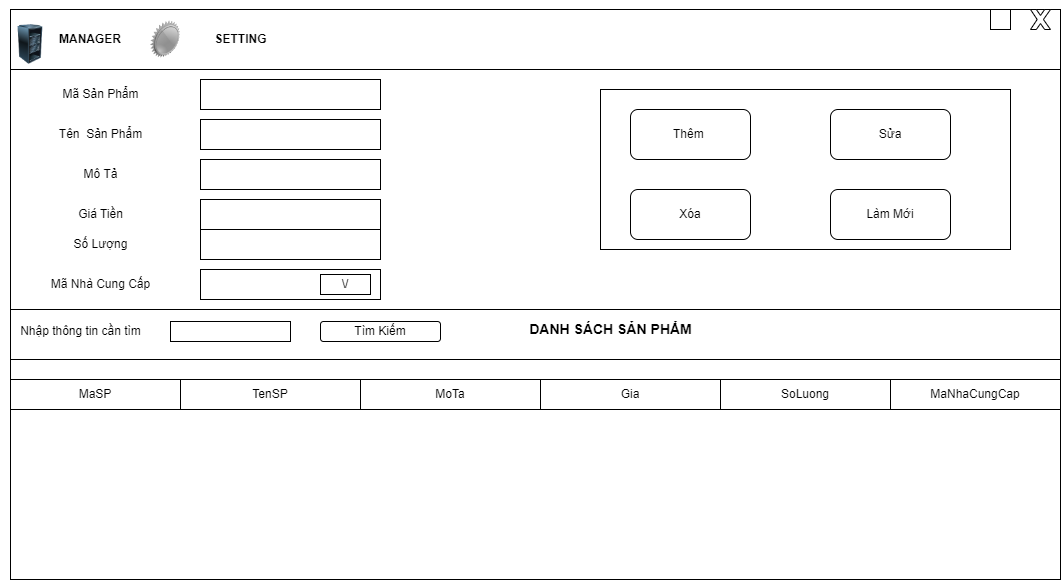 MANAGER SETTING X
Mã Sản Phẩm
Tên Sản Phẩm
Mô Tả
Giá Tiền
Số Lượng
Mã Nhà Cung Cấp V
Thêm Sửa
Xóa Làm Mới
Nhập thông tin cần tìm Tìm Kiếm DANH SÁCH SẢN PHẨM
MaSP TenSP MoTa Gia SoLuong MaNhaCungCap